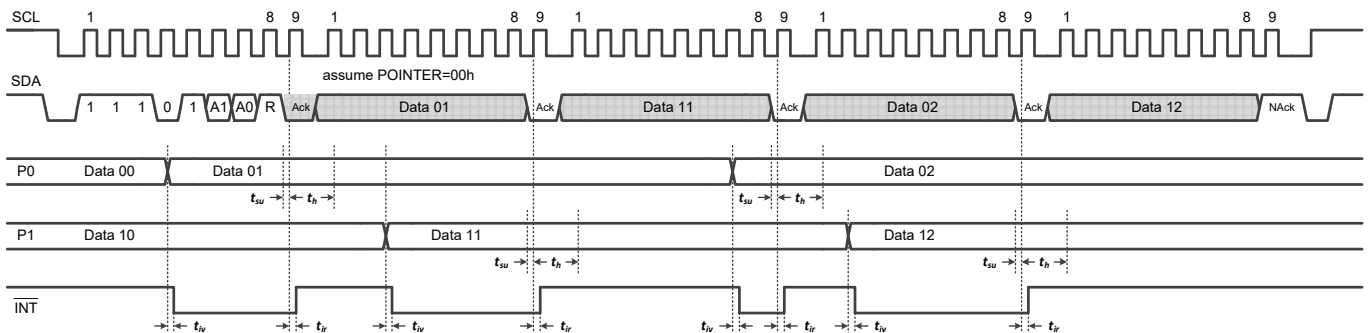 SCL 1 8 9 1 8 9 1 8 9 1 8 9 1 8 9
SDA assume POINTER=00h
1 1 1 0 1 A1 A0 R Ack Data 01 Ack Data 11 Ack Data 02 Ack Data 12 NAck
P0 Data 00 Data 01 Data 02
tsu th tsu th
P1 Data 10 Data 11 Data 12
tsu th tsu th
INT
tiv tir tiv tir tiv tir tiv tir